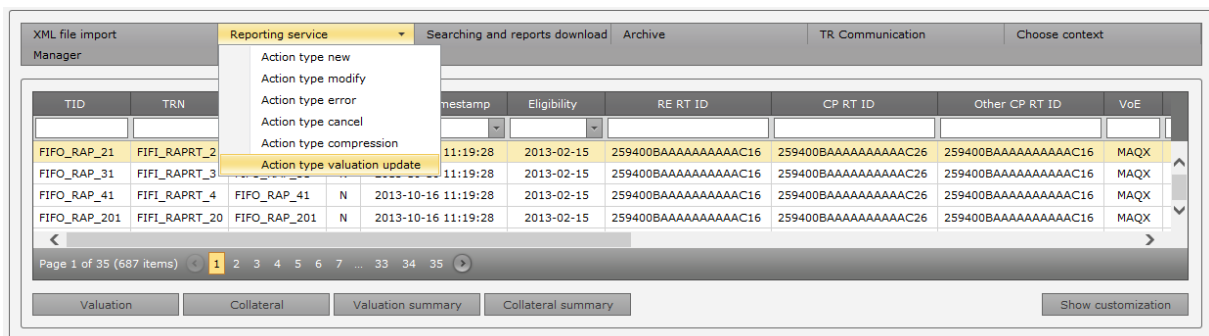 XML file import Reporting service Searching and reports download Archive TR Communication Choose context
Manager
Action type new
Action type modify
Action type error
Action type cancel
Action type compression
Action type valuation update
TID TRN mestamp Eligibility RE RT ID CP RT ID Other CP RT ID VoE
FIFO_RAP_21 FIFI_RAPRT_2 11:19:28 2013-02-15 259400BAAAAAAAAAAC16 259400BAAAAAAAAAAC26 259400BAAAAAAAAAAC16 MAQX
FIFO_RAP_31 FIFI_RAPRT_3 11:19:28 2013-02-15 259400BAAAAAAAAAAC16 259400BAAAAAAAAAAC26 259400BAAAAAAAAAAC16 MAQX
FIFO_RAP_41 FIFI_RAPRT_4 FIFO_RAP_41 N 2013-10-16 11:19:28 2013-02-15 259400BAAAAAAAAAAC16 259400BAAAAAAAAAAC26 259400BAAAAAAAAAAC16 MAQX
FIFO_RAP_201 FIFI_RAPRT_20 FIFO_RAP_201 N 2013-10-16 11:19:28 2013-02-15 259400BAAAAAAAAAAC16 259400BAAAAAAAAAAC26 259400BAAAAAAAAAAC16 MAQX
Page 1 of 35 (687 items) 1 2 3 4 5 6 7 ... 33 34 35
Valuation Collateral Valuation summary Collateral summary Show customization